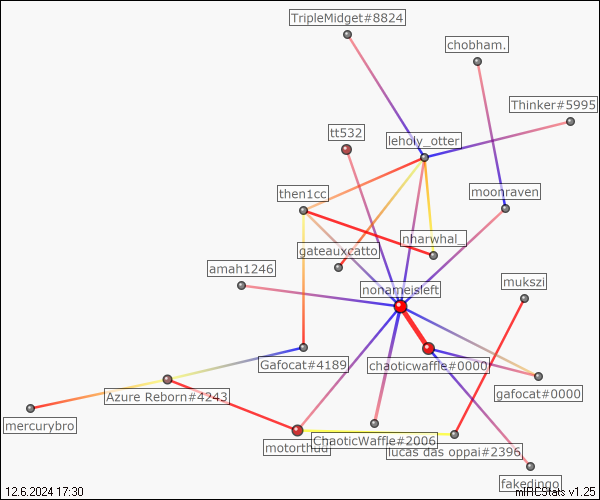 TripleMidget#8824
chobham.
Thinker#5995
tt532
leholy_otter
then1cc
moonraven
nharwhal_
gateauxcatto
amah1246
nonameisleft
mukszi
Gafocat#4189
chaoticwaffle#0000
Azure Reborn#4243
gafocat#0000
mercurybro
motorthud
ChaoticWaffle#2006
lucas das oppai#2396
fakedingo
12.6.2024 17:30
mIRCStats v1.25